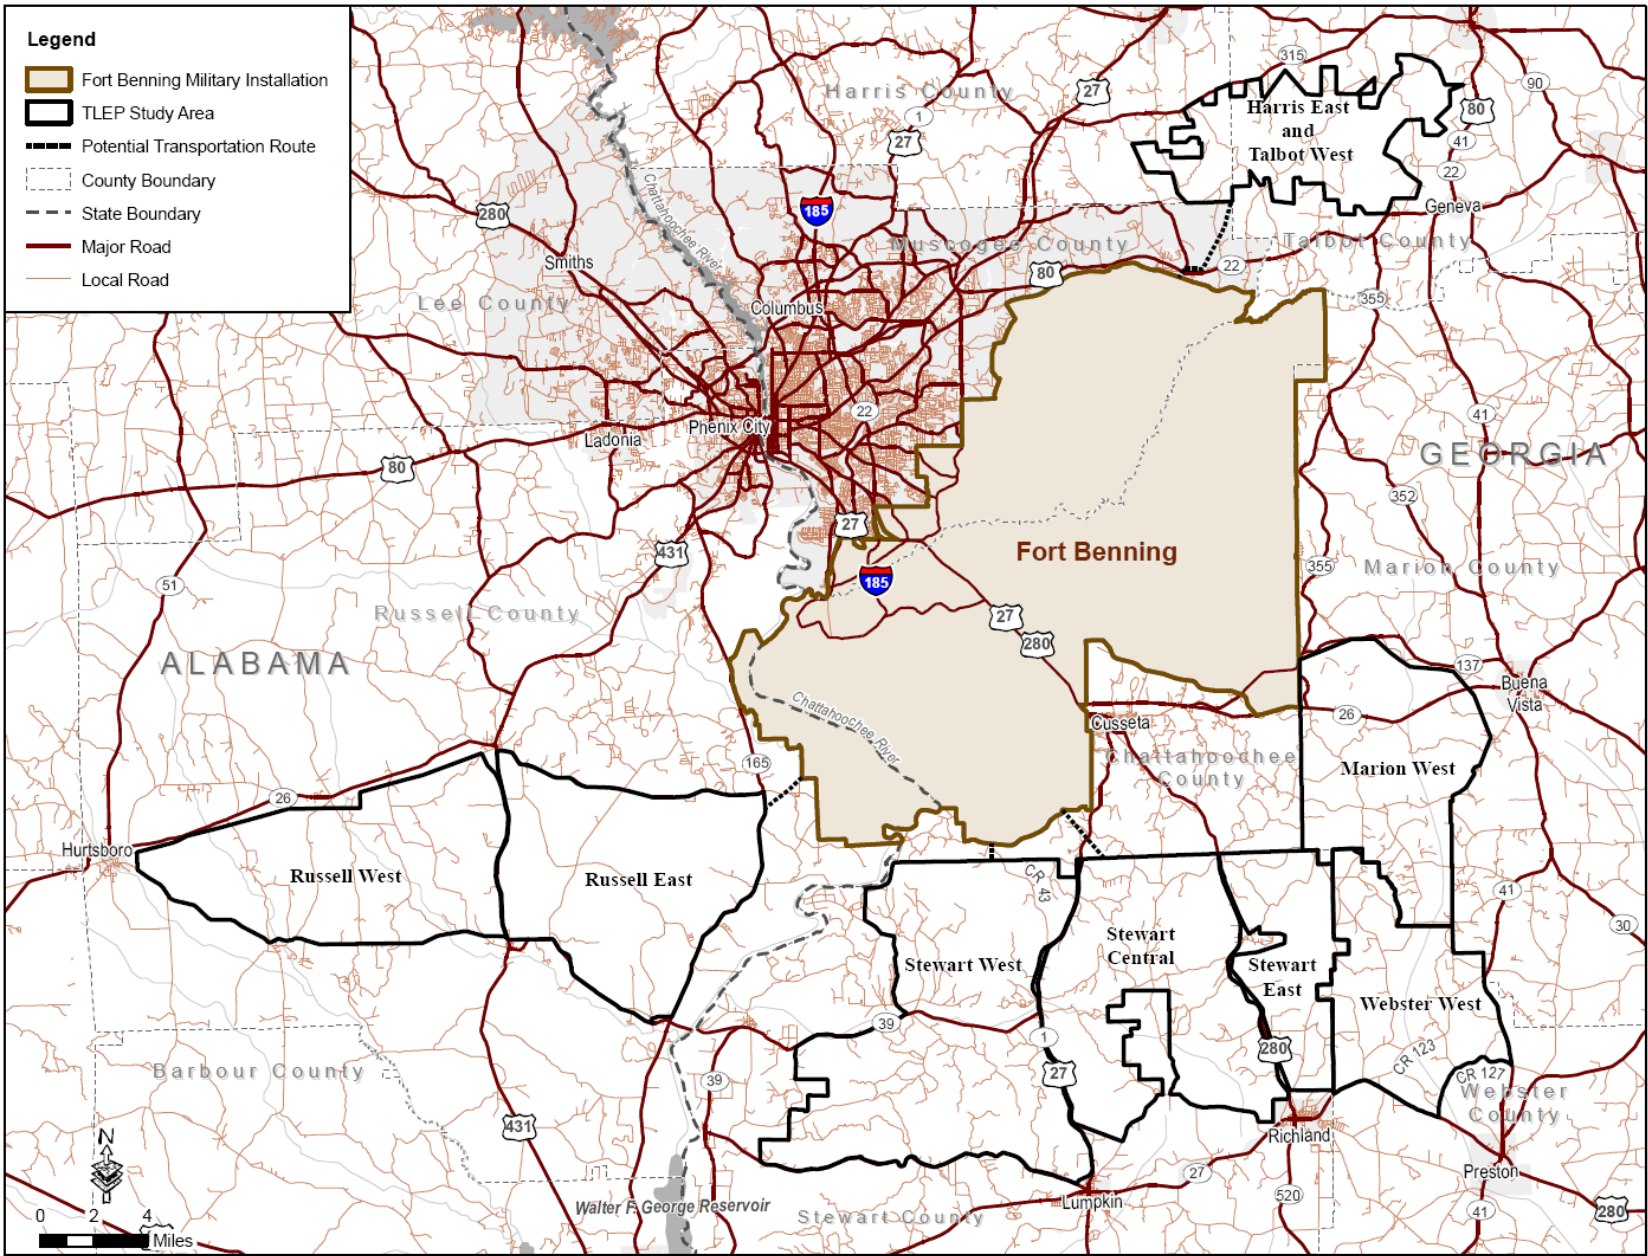 Legend
Fort Benning Military Installation
TLEP Study Area
Potential Transportation Route
County Boundary
State Boundary
Major Road
Local Road
315
90
27
Harris County
1
27
80
Harris East
and
Talbot West
41
22
Geneva
Chattahoochee River
185
280
Muscogee County
Talbot County
Smiths
80
22
355
Lee County
Columbus
22
41
Phenix City
Ladonia
GEORGIA
80
352
27
431
Fort Benning
185
355
Marion County
51
Russell County
27
280
ALABAMA
137
Buena
Vista
Chattahoochee River
26
Cusseta
165
Chattahoochee
County
Marion West
26
Hurtsboro
Russell West
Russell East
CR 43
41
30
Stewart West
Stewart
Central
Stewart
East
Webster West
39
1
280
CR 123
27
CR 127
Barbour County
39
Webster
County
431
Richland
N
27
Preston
Walter F. George Reservoir
Lumpkin
520
Stewart County
41
280
0 2 4
Miles